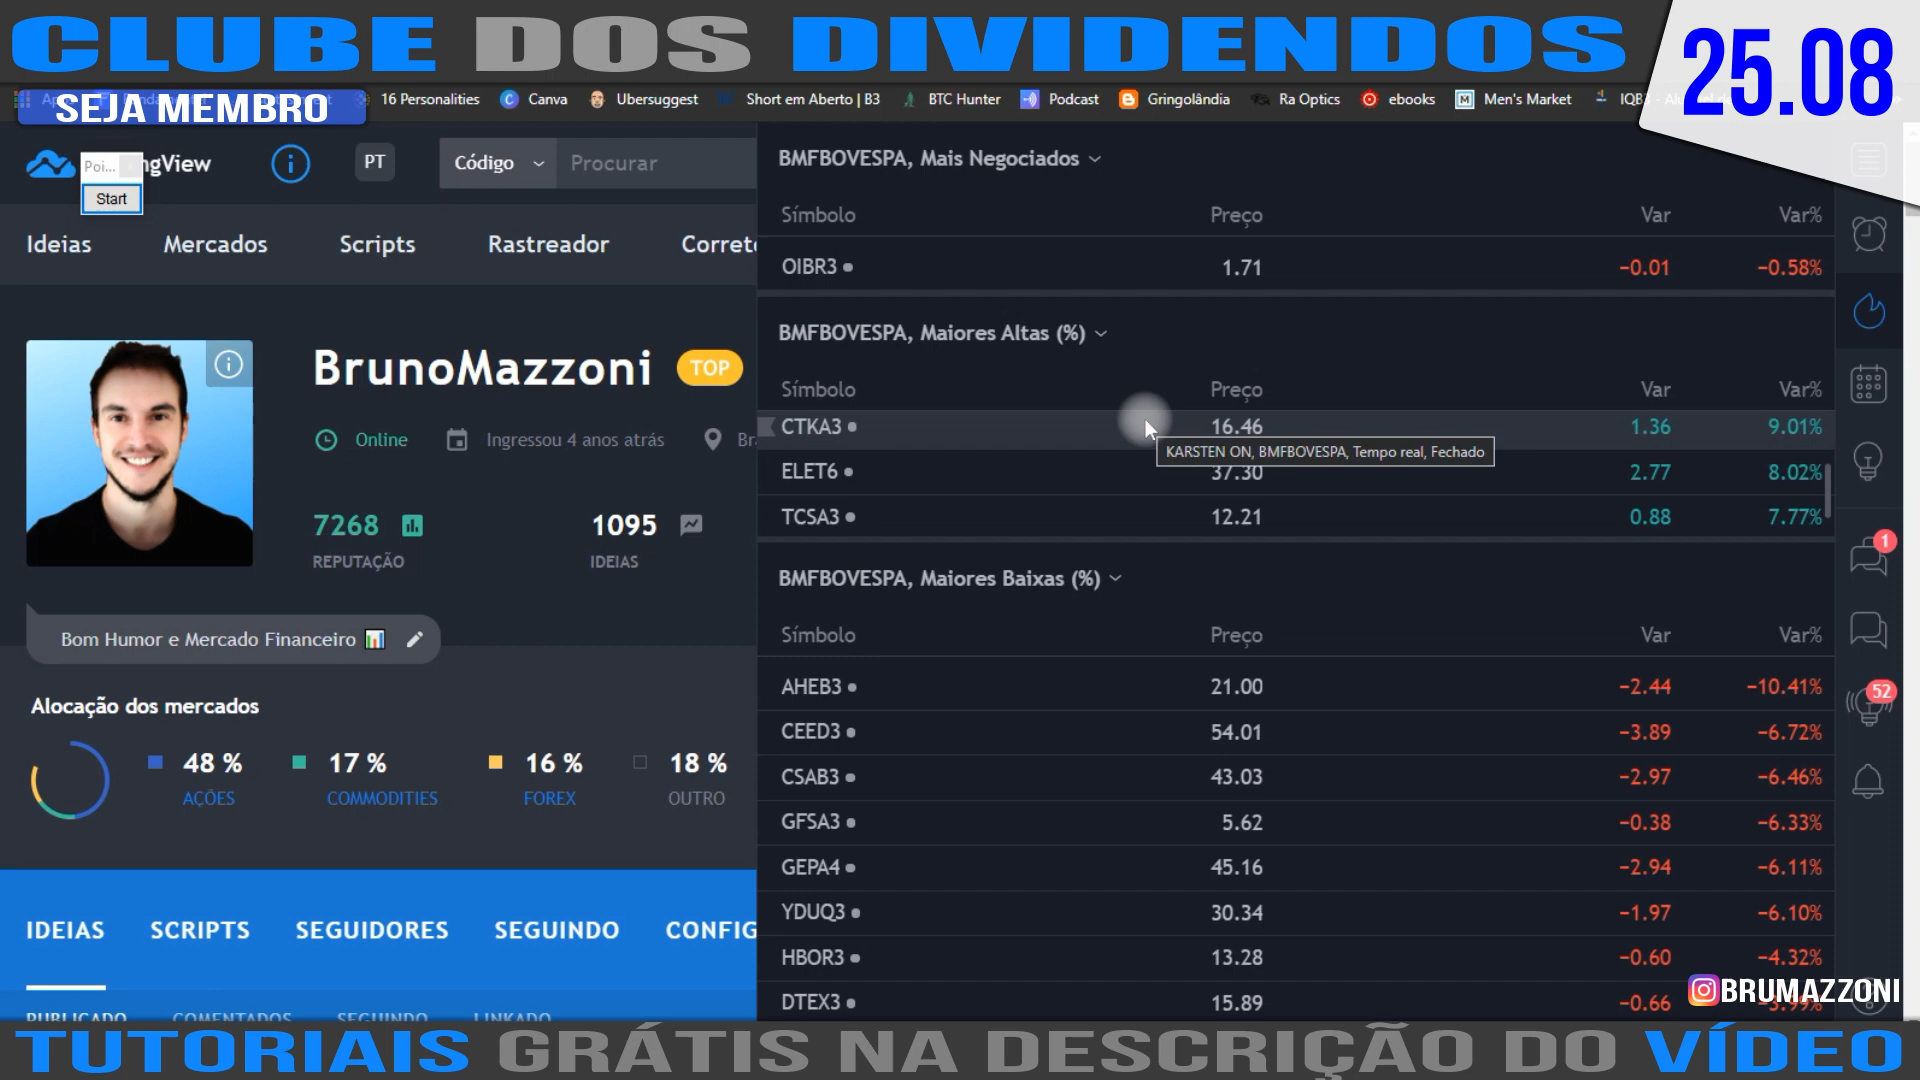 CLUBE DOS DIVIDENDOS
25.08
SEJA MEMBRO
16 Personalities
Canva
Ubersuggest
Short em Aberto | B3
BTC Hunter
Podcast
Gringolândia
Ra Optics
ebooks
Men's Market
Poi...
ngView
Start
PT
Código
Procurar
Ideias
Mercados
Scripts
Rastreador
BrunoMazzoni
TOP
Online
Ingressou 4 anos atrás
7268
1095
REPUTAÇÃO
IDEIAS
Bom Humor e Mercado Financeiro
Alocação dos mercados
48 %
17 %
16 %
18 %
AÇÕES
COMMODITIES
FOREX
OUTRO
IDEIAS
SCRIPTS
SEGUIDORES
SEGUINDO
CONFIG
PUBLICADO
COMENTADOS
SEGUINDO
LINKADO
BMFBOVESPA, Mais Negociados
Símbolo Preço Var Var%
OIBR3 1.71 −0.01 −0.58%
BMFBOVESPA, Maiores Altas (%)
Símbolo Preço Var Var%
CTKA3 16.46 1.36 9.01%
KARSTEN ON, BMFBOVESPA, Tempo real, Fechado
ELET6 37.30 2.77 8.02%
TCSA3 12.21 0.88 7.77%
BMFBOVESPA, Maiores Baixas (%)
Símbolo Preço Var Var%
AHEB3 21.00 −2.44 −10.41%
CEED3 54.01 −3.89 −6.72%
CSAB3 43.03 −2.97 −6.46%
GFSA3 5.62 −0.38 −6.33%
GEPA4 45.16 −2.94 −6.11%
YDUQ3 30.34 −1.97 −6.10%
HBOR3 13.28 −0.60 −4.32%
DTEX3 15.89 −0.66
1
52
BRUMAZZONI
TUTORIAIS GRÁTIS NA DESCRIÇÃO DO VÍDEO